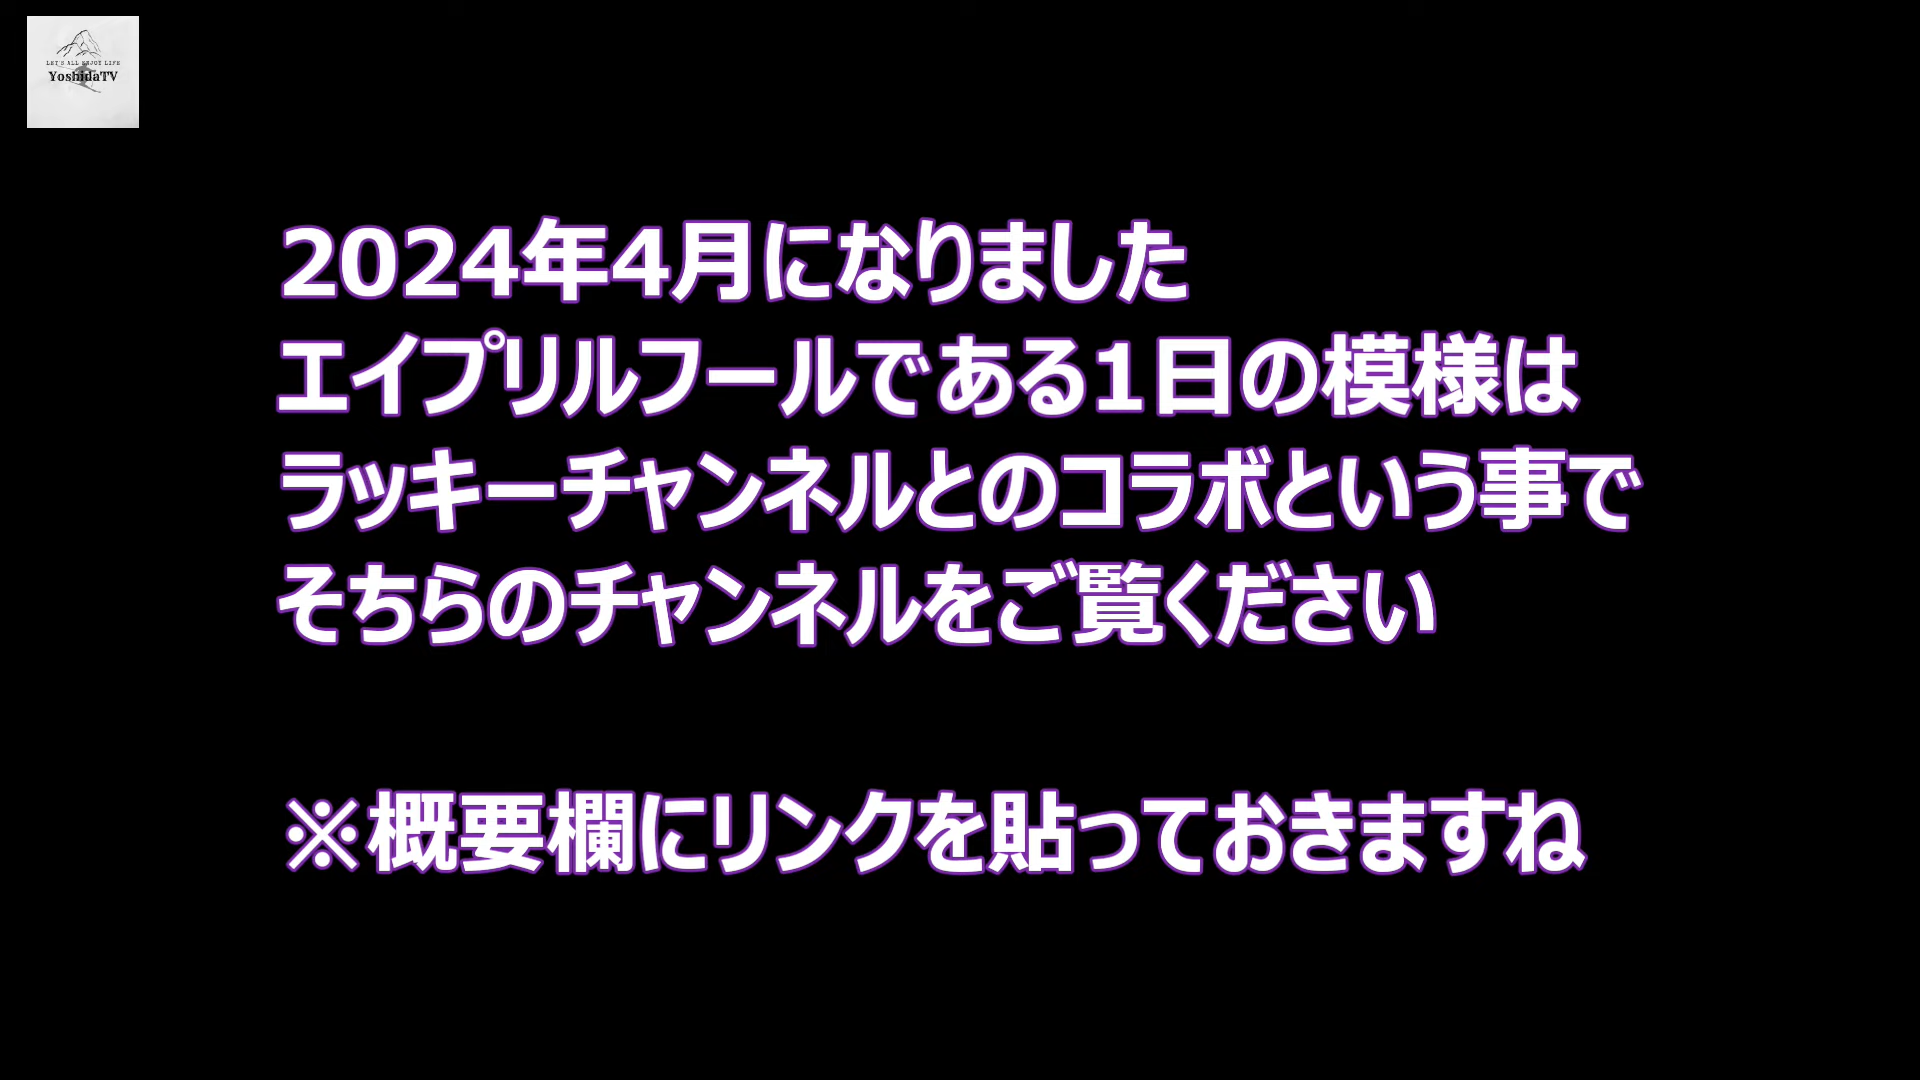 LET'S ALL ENJOY LIFE
YoshidaTV
2024年4月になりました
エイプリルフールである1日の模様は
ラッキーチャンネルとのコラボという事で
そちらのチャンネルをご覧ください
※概要欄にリンクを貼っておきますね